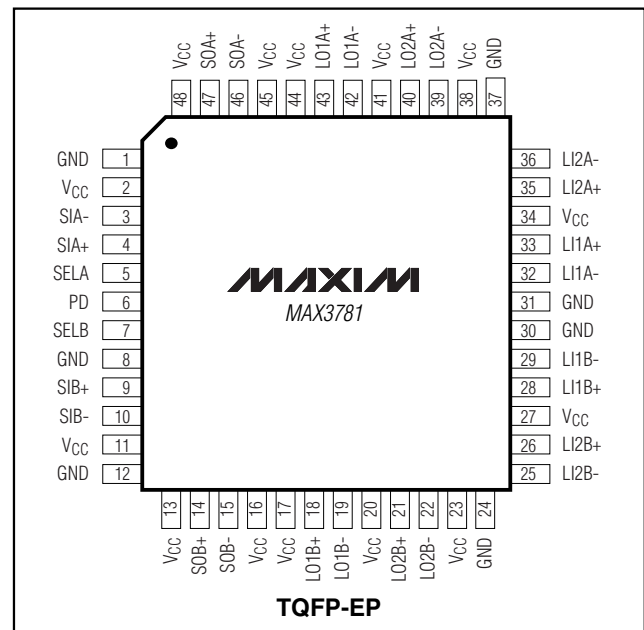 VCC SOA+ SOA- VCC VCC LO1A+ LO1A- VCC LO2A+ LO2A- VCC GND
48 47 46 45 44 43 42 41 40 39 38 37
GND 1
VCC 2
SIA- 3
SIA+ 4
SELA 5
PD 6
SELB 7
GND 8
SIB+ 9
SIB- 10
VCC 11
GND 12
MAXIM
MAX3781
36 LI2A-
35 LI2A+
34 VCC
33 LI1A+
32 LI1A-
31 GND
30 GND
29 LI1B-
28 LI1B+
27 VCC
26 LI2B+
25 LI2B-
13 14 15 16 17 18 19 20 21 22 23 24
VCC SOB+ SOB- VCC VCC LO1B+ LO1B- VCC LO2B+ LO2B- VCC GND
TQFP-EP